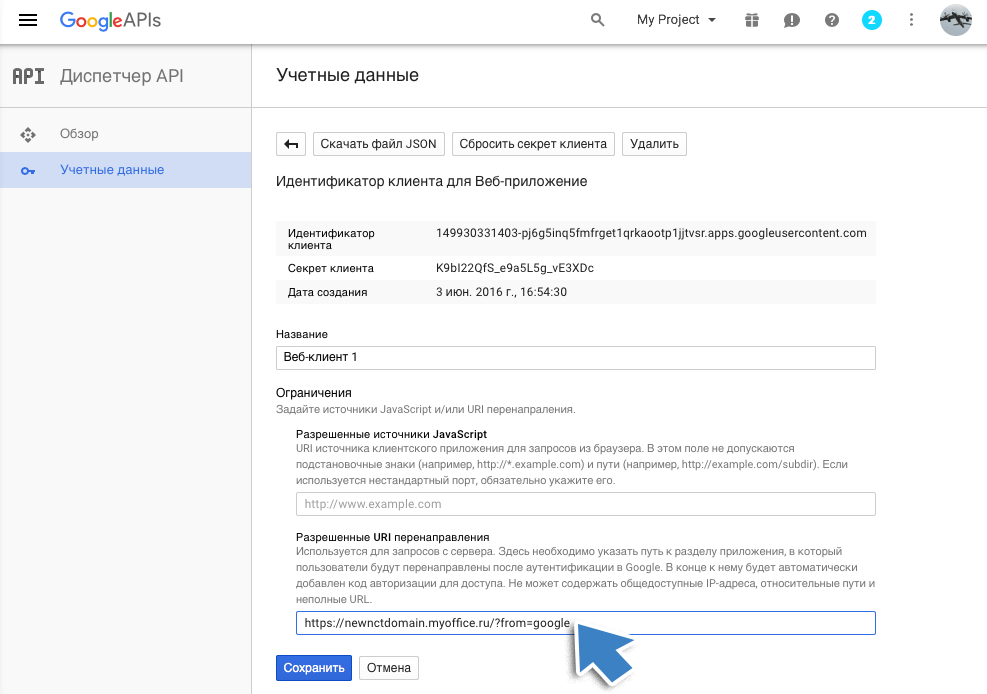 GoogleAPIs
My Project
2
API Диспетчер API
Учетные данные
Обзор
Учетные данные
Скачать файл JSON
Сбросить секрет клиента
Удалить
Идентификатор клиента для Веб-приложение
Идентификатор
клиента
149930331403-pj6g5inq5fmfrget1qrkaootp1jjtvsr.apps.googleusercontent.com
Секрет клиента
K9bI22QfS_e9a5L5g_vE3XDc
Дата создания
3 июн. 2016 г., 16:54:30
Название
Веб-клиент 1
Ограничения
Задайте источники JavaScript и/или URI перенапраления.
Разрешенные источники JavaScript
URI источника клиентского приложения для запросов из браузера. В этом поле не допускаются
подстановочные знаки (например, http://*.example.com) и пути (например, http://example.com/subdir). Если
используется нестандартный порт, обязательно укажите его.
http://www.example.com
Разрешенные URI перенаправления
Используется для запросов с сервера. Здесь необходимо указать путь к разделу приложения, в который
пользователи будут перенаправлены после аутентификации в Google. В конце к нему будет автоматически
добавлен код авторизации для доступа. Не может содержать общедоступные IP-адреса, относительные пути и
неполные URL.
https://newnctdomain.myoffice.ru/?from=google
Сохранить
Отмена